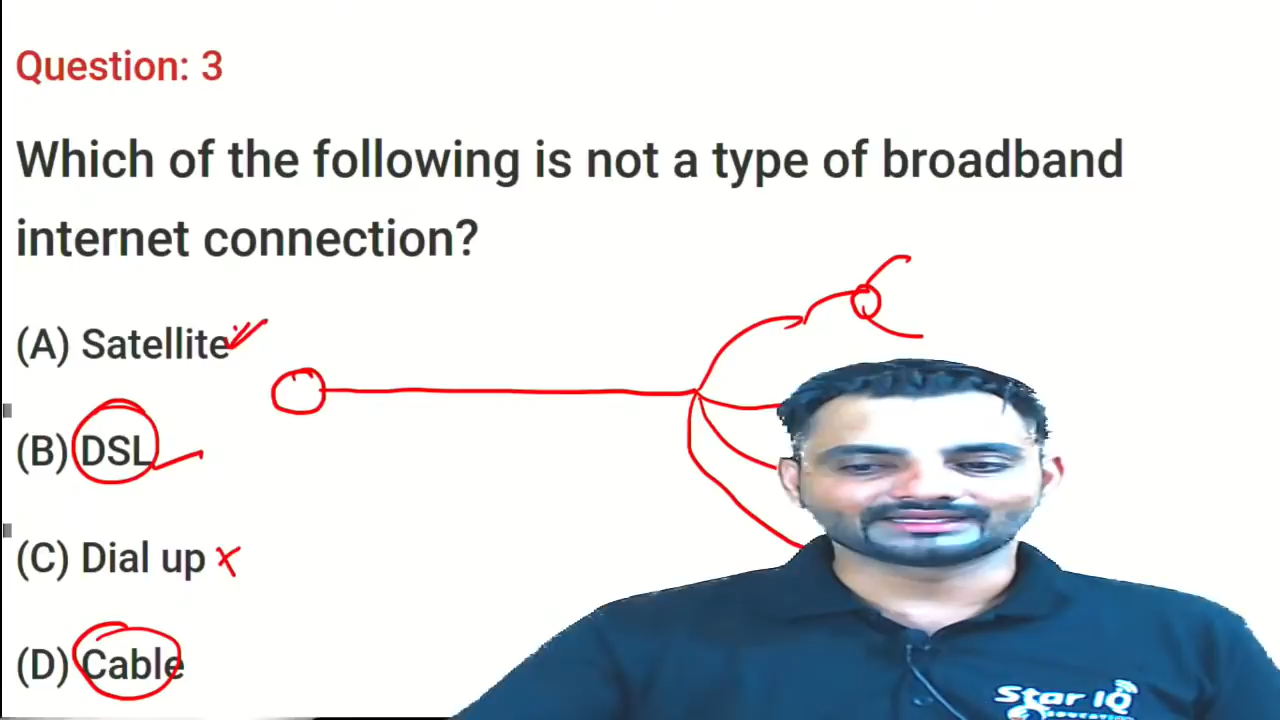 Question: 3
Which of the following is not a type of broadband
internet connection?
(A) Satellite
(B) DSL
(C) Dial up
(D) Cable
Star IQ
EDUCATION